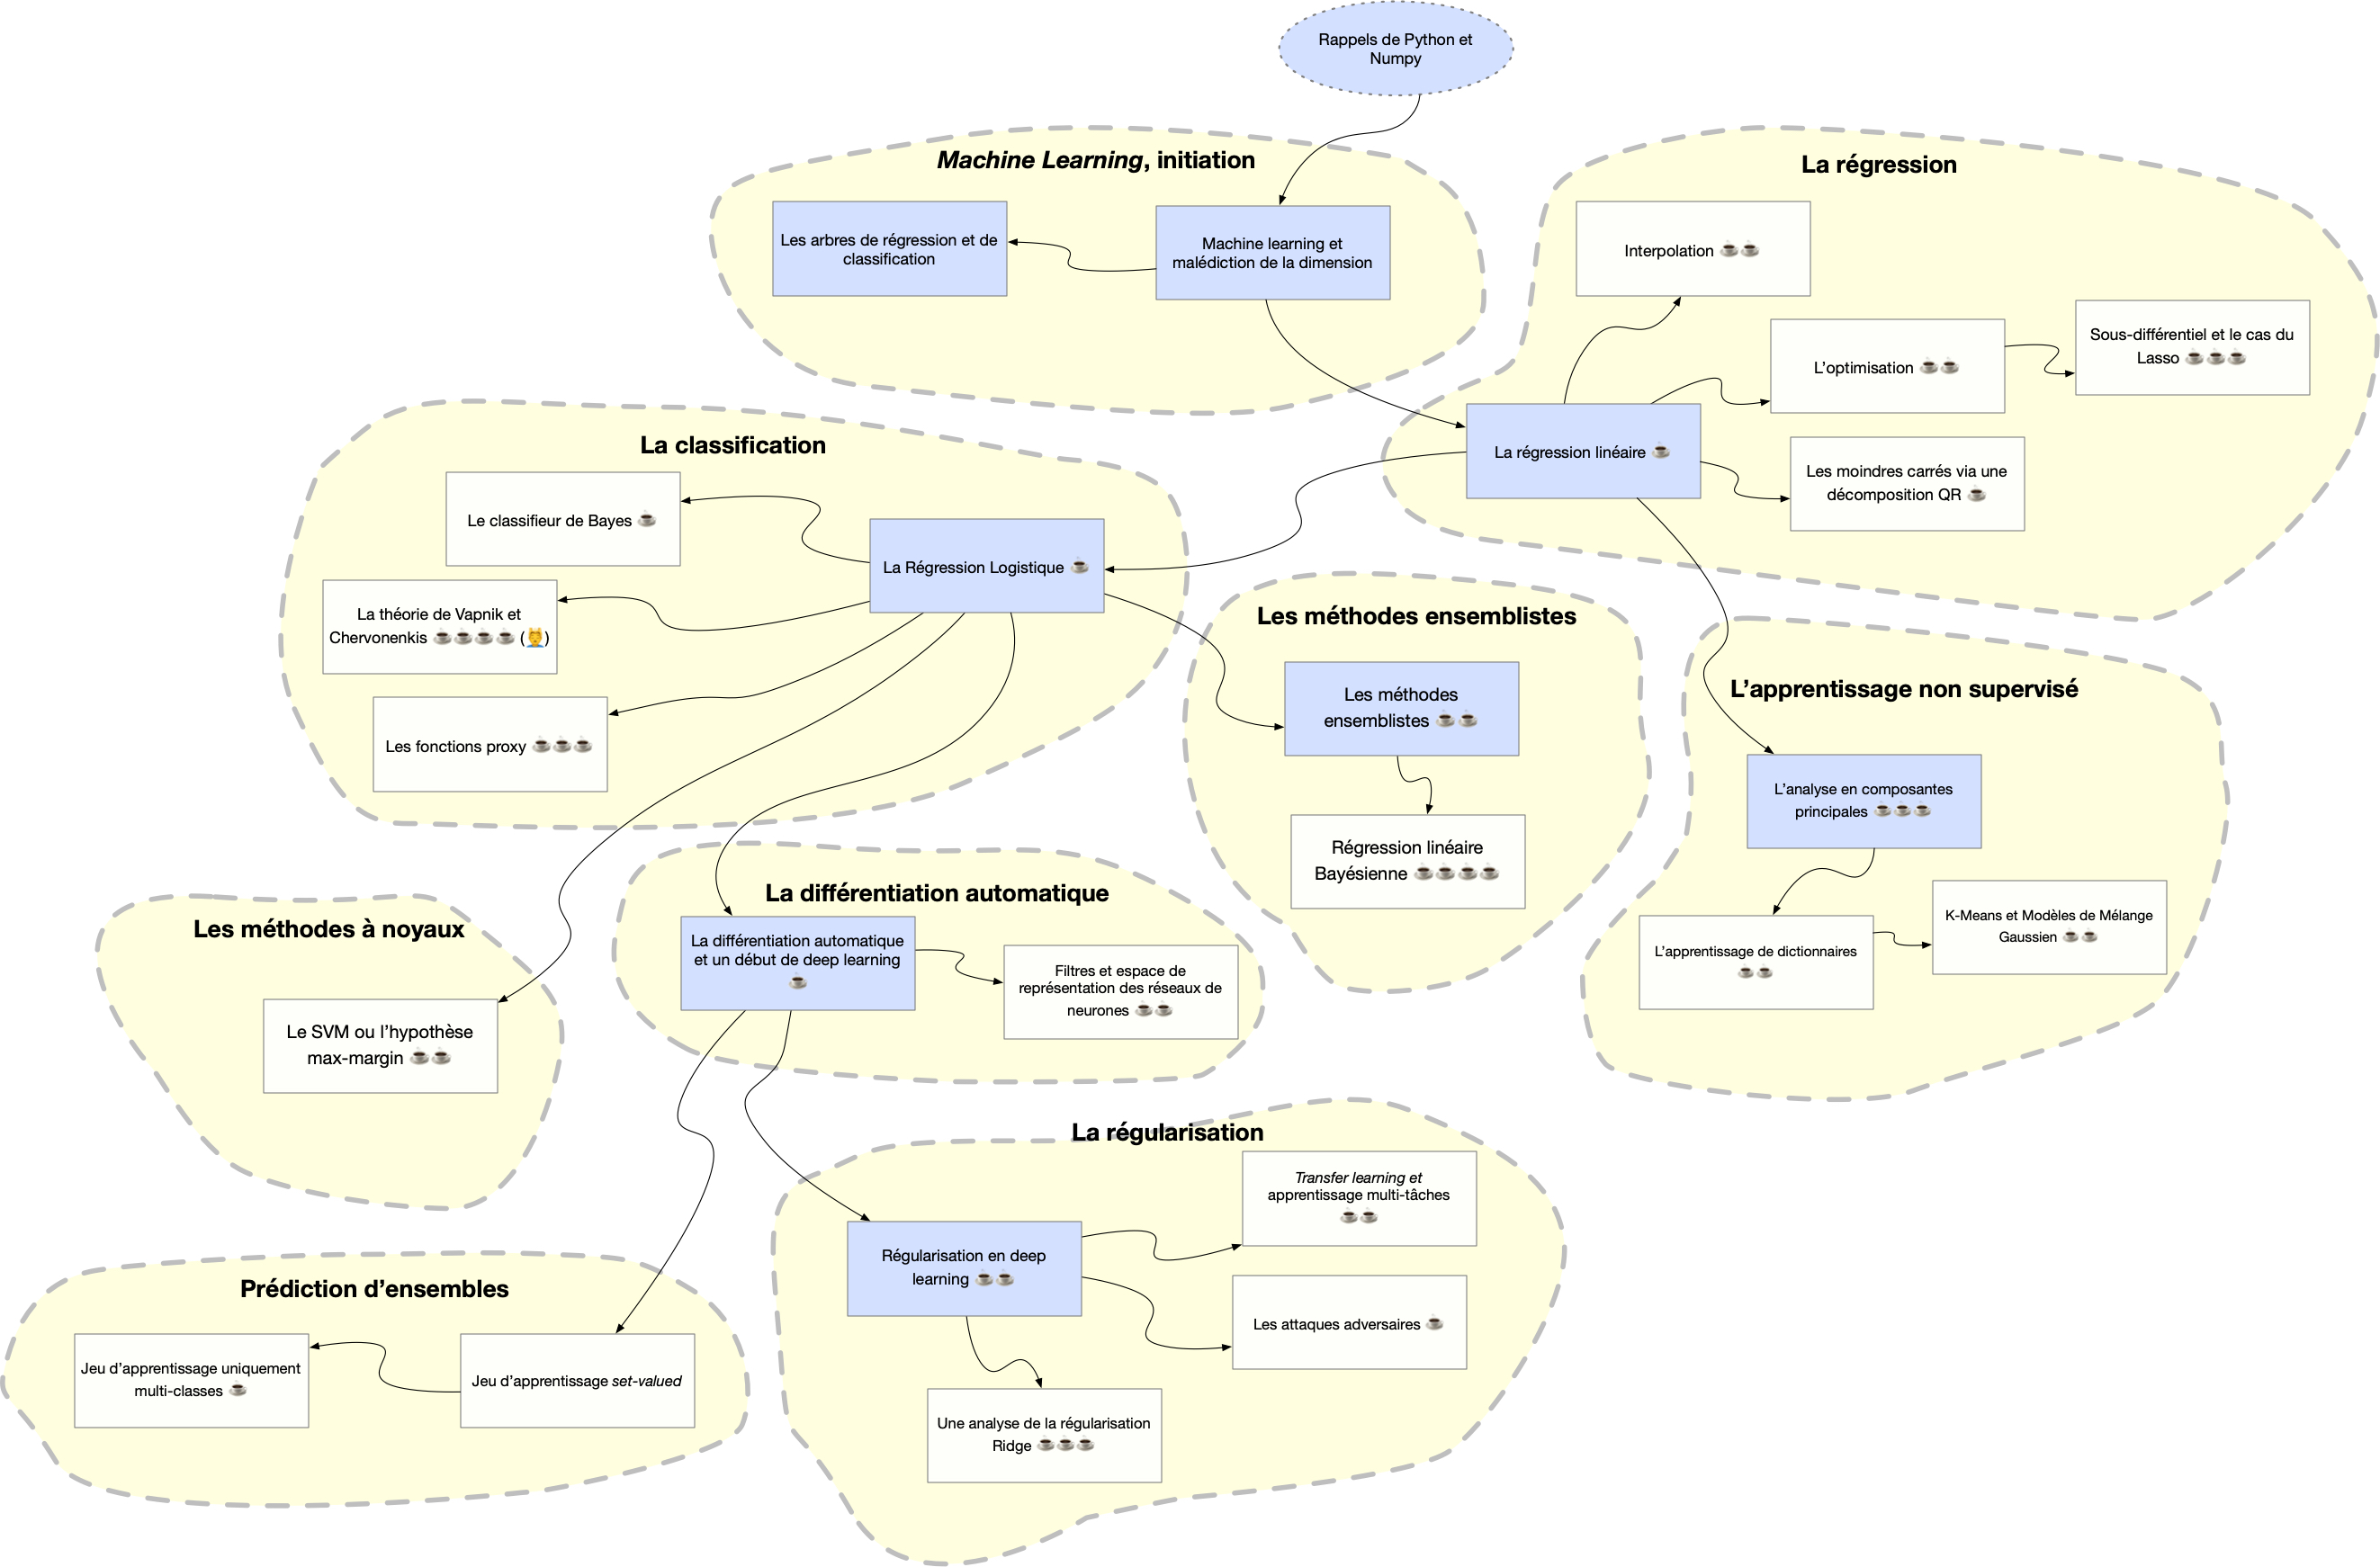 Rappels de Python et
Numpy
Machine Learning, initiation
Les arbres de régression et de
classification
Machine learning et
malédiction de la dimension
La régression
Interpolation ☕☕
L'optimisation ☕☕
Sous-différentiel et le cas du
Lasso ☕☕☕
La régression linéaire ☕
Les moindres carrés via une
décomposition QR ☕
La classification
Le classifieur de Bayes ☕
La Régression Logistique ☕
La théorie de Vapnik et
Chervonenkis ☕☕☕☕ (💆)
Les fonctions proxy ☕☕☕
Les méthodes ensemblistes
Les méthodes
ensemblistes ☕☕
Régression linéaire
Bayésienne ☕☕☕☕
L'apprentissage non supervisé
L'analyse en composantes
principales ☕☕☕
L'apprentissage de dictionnaires
☕☕
K-Means et Modèles de Mélange
Gaussien ☕☕
La différentiation automatique
La différentiation automatique
et un début de deep learning
☕
Filtres et espace de
représentation des réseaux de
neurones ☕☕
Les méthodes à noyaux
Le SVM ou l'hypothèse
max-margin ☕☕
La régularisation
Transfer learning et
apprentissage multi-tâches
☕☕
Régularisation en deep
learning ☕☕
Les attaques adversaires ☕
Une analyse de la régularisation
Ridge ☕☕☕
Prédiction d'ensembles
Jeu d'apprentissage uniquement
multi-classes ☕
Jeu d'apprentissage set-valued